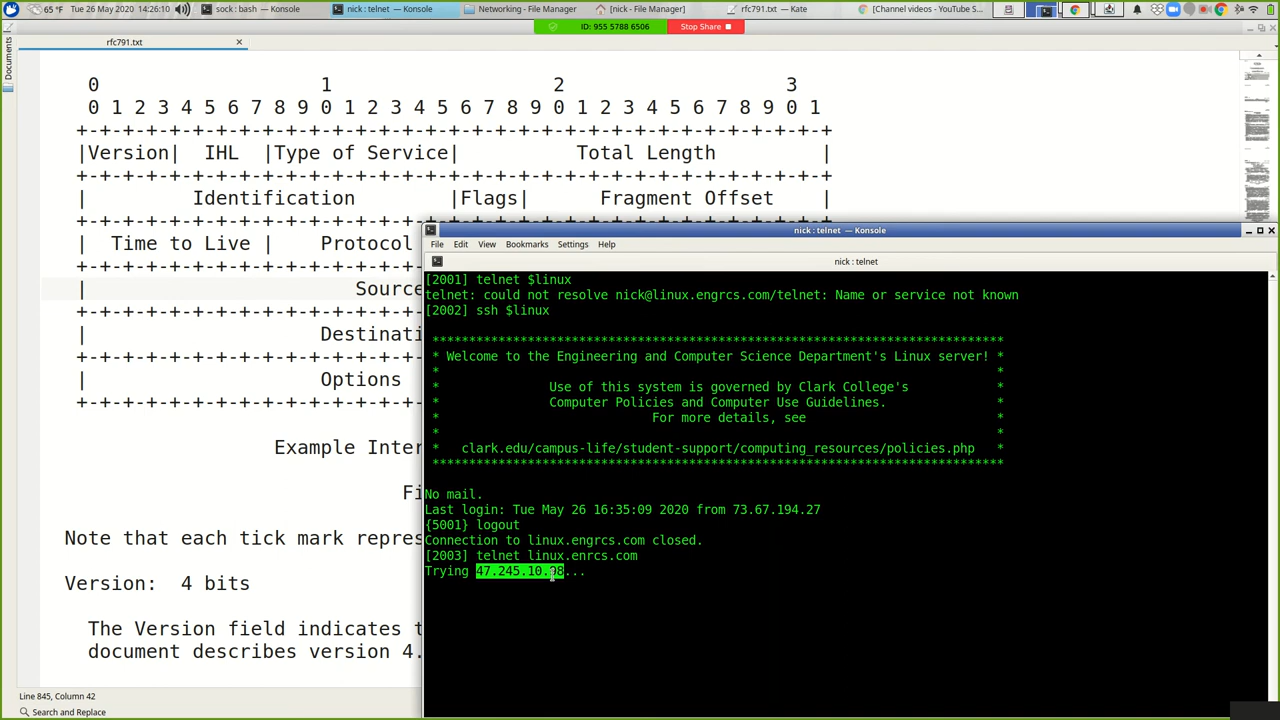 65 °F Tue 26 May 2020 14:26:10 sock : bash — Konsole nick : telnet — Konsole Networking - File Manager [nick - File Manager] rfc791.txt — Kate [Channel videos - YouTube S...
ID: 955 5788 6506 Stop Share
rfc791.txt
Documents
0 1 2 3
0 1 2 3 4 5 6 7 8 9 0 1 2 3 4 5 6 7 8 9 0 1 2 3 4 5 6 7 8 9 0 1
+-+-+-+-+-+-+-+-+-+-+-+-+-+-+-+-+-+-+-+-+-+-+-+-+-+-+-+-+-+-+-+-+
|Version| IHL |Type of Service| Total Length |
+-+-+-+-+-+-+-+-+-+-+-+-+-+-+-+-+-+-+-+-+-+-+-+-+-+-+-+-+-+-+-+-+
| Identification |Flags| Fragment Offset |
+-+-+-+-+-+-+-+-+-+-+-+-+-+-+-
| Time to Live | Protocol
+-+-+-+-+-+-+-+-+-+-+-+-+-+-+-
| Source
+-+-+-+-+-+-+-+-+-+-+-+-+-+-+-
| Destinati
+-+-+-+-+-+-+-+-+-+-+-+-+-+-+-
| Options
+-+-+-+-+-+-+-+-+-+-+-+-+-+-+-
Example Inter
Fi
Note that each tick mark repres
Version: 4 bits
The Version field indicates t
document describes version 4.
Line 845, Column 42
Search and Replace
nick : telnet — Konsole
File Edit View Bookmarks Settings Help
nick : telnet
[2001] telnet $linux
telnet: could not resolve nick@linux.engrcs.com/telnet: Name or service not known
[2002] ssh $linux
******************************************************************************
* Welcome to the Engineering and Computer Science Department's Linux server! *
* *
* Use of this system is governed by Clark College's *
* Computer Policies and Computer Use Guidelines. *
* For more details, see *
* *
* clark.edu/campus-life/student-support/computing_resources/policies.php *
******************************************************************************
No mail.
Last login: Tue May 26 16:35:09 2020 from 73.67.194.27
{5001} logout
Connection to linux.engrcs.com closed.
[2003] telnet linux.enrcs.com
Trying 47.245.10.98...